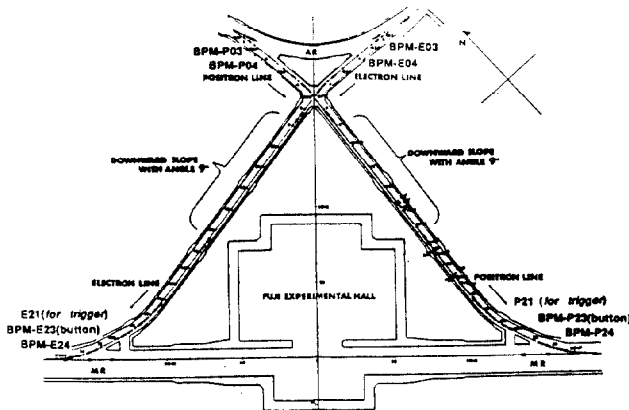 BPM-P03
AR
BPM-E03
N
BPM-P04
BPM-E04
POSITRON LINE
ELECTRON LINE
DOWNWARD SLOPE
WITH ANGLE 9°
DOWNWARD SLOPE
WITH ANGLE 9°
ELECTRON LINE
POSITRON LINE
FUJI EXPERIMENTAL HALL
E21 (for trigger)
P21 (for trigger)
BPM-E23(button)
BPM-P23(button)
BPM-E24
BPM-P24
MR
MR